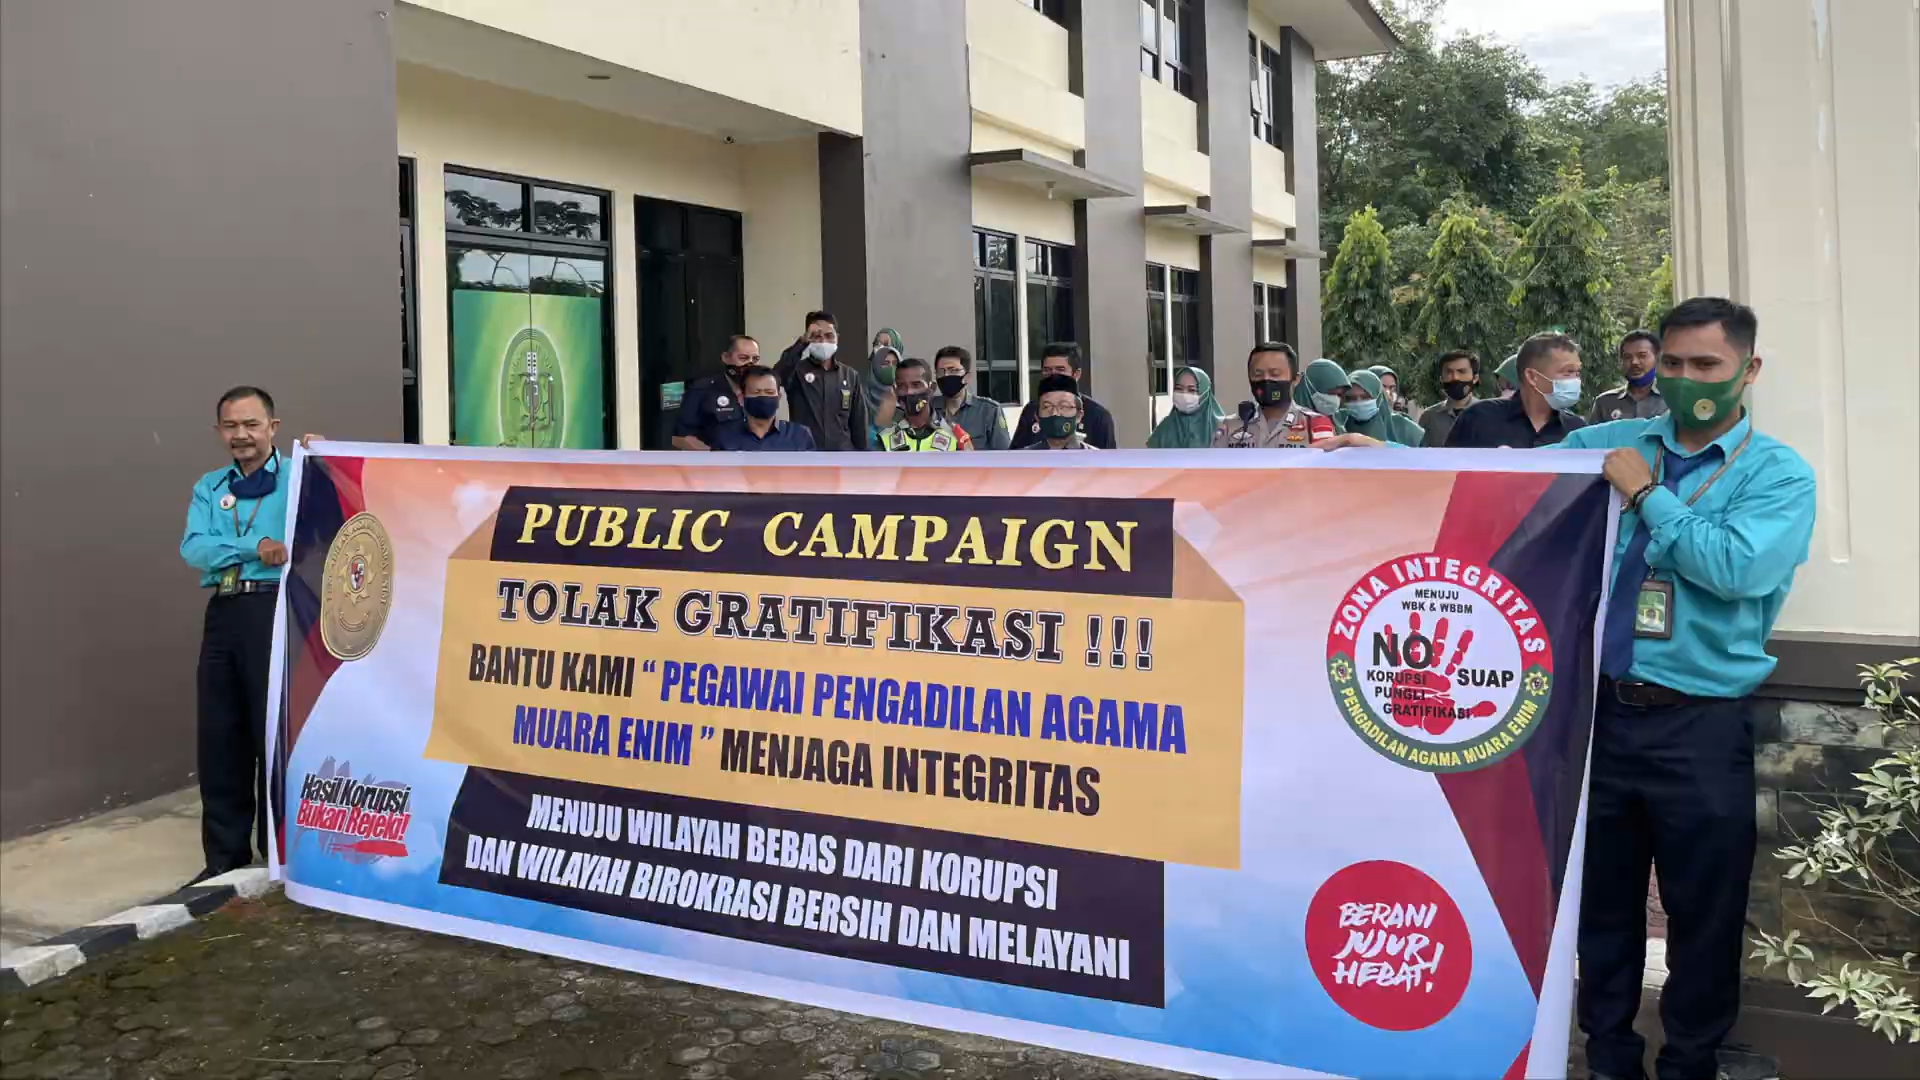 PUBLIC CAMPAIGN
TOLAK GRATIFIKASI !!!
BANTU KAMI “ PEGAWAI PENGADILAN AGAMA
MUARA ENIM ” MENJAGA INTEGRITAS
MENUJU WILAYAH BEBAS DARI KORUPSI
DAN WILAYAH BIROKRASI BERSIH DAN MELAYANI
Hasil Korupsi
Bukan Rejeki!
ZONA INTEGRITAS
MENUJU
WBK & WBBM
NO
KORUPSI
PUNGLI
GRATIFIKASI
SUAP
PENGADILAN AGAMA MUARA ENIM
BERANI
JUJUR
HEBAT!